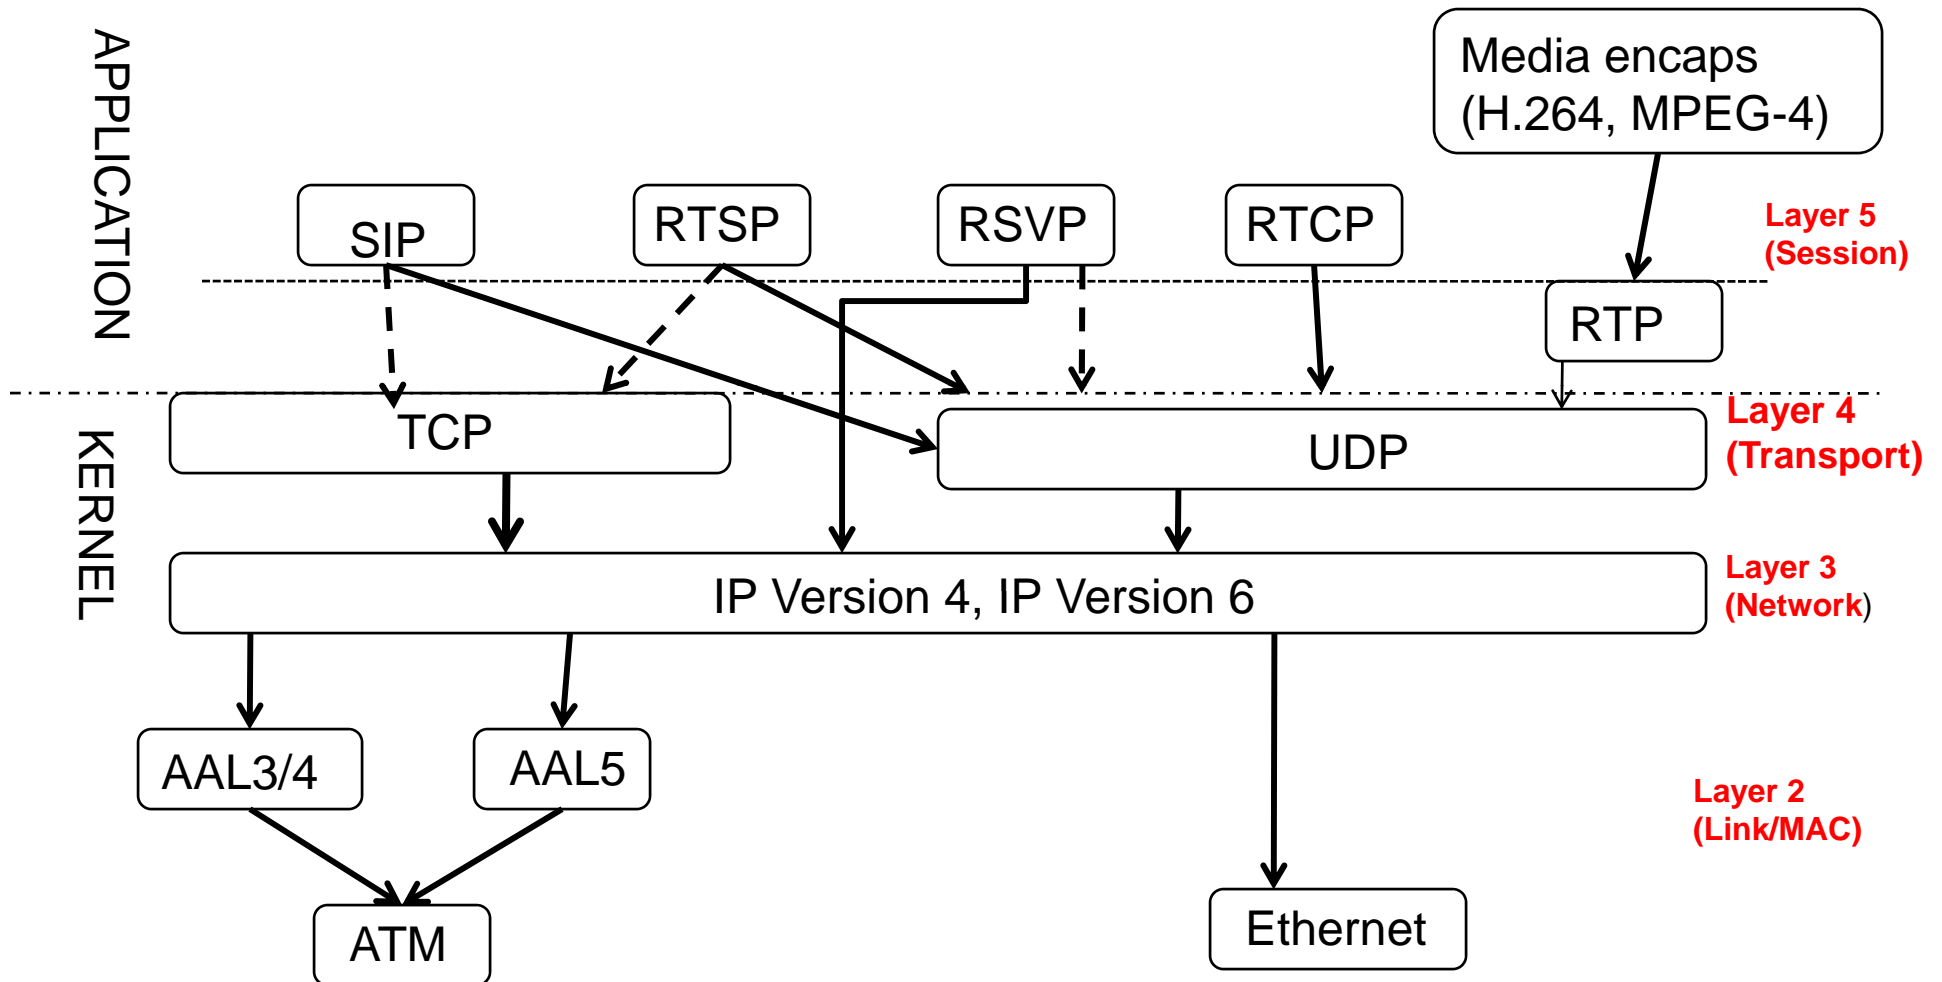 APPLICATION
Media encaps
(H.264, MPEG-4)
SIP
RTSP
RSVP
RTCP
Layer 5
(Session)
RTP
KERNEL
TCP
UDP
Layer 4
(Transport)
IP Version 4, IP Version 6
Layer 3
(Network)
AAL3/4
AAL5
Layer 2
(Link/MAC)
ATM
Ethernet